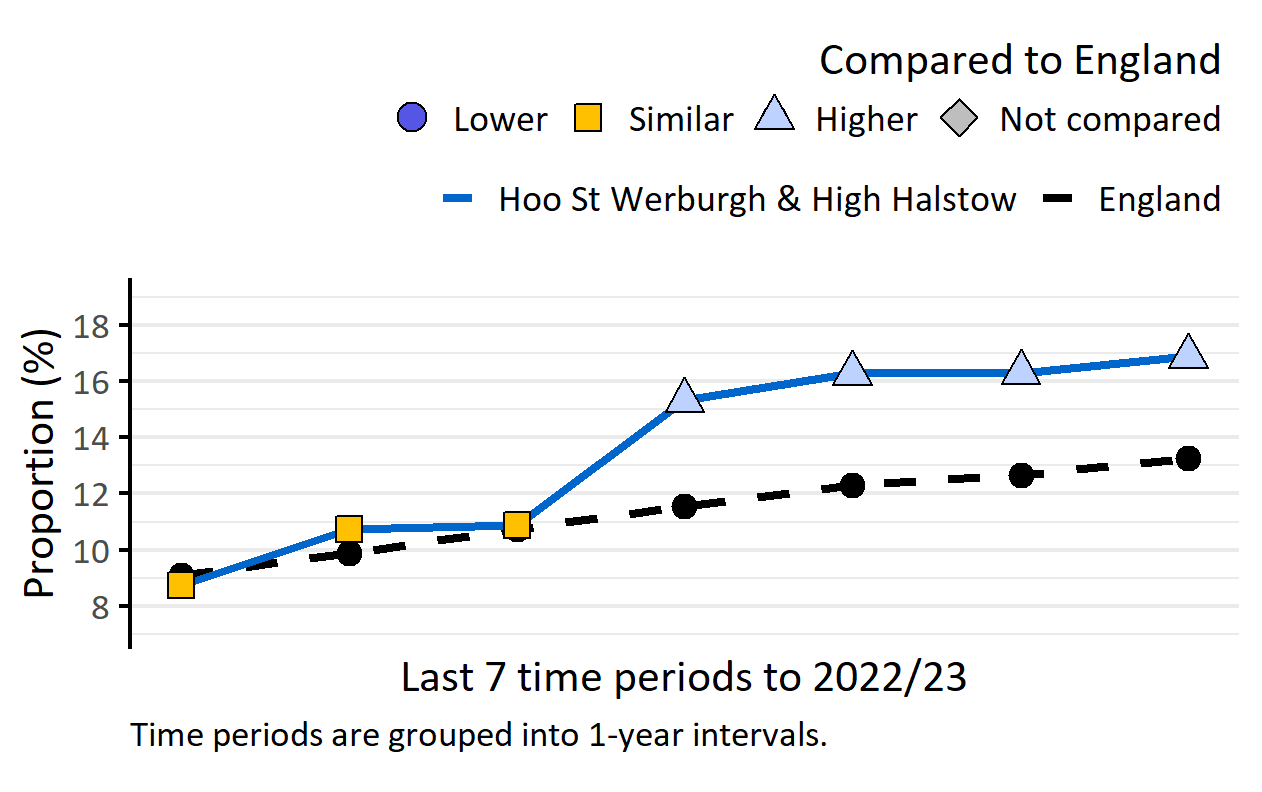 Compared to England
Lower Similar Higher Not compared
Hoo St Werburgh & High Halstow England
Proportion (%)
18
16
14
12
10
8
Last 7 time periods to 2022/23
Time periods are grouped into 1-year intervals.